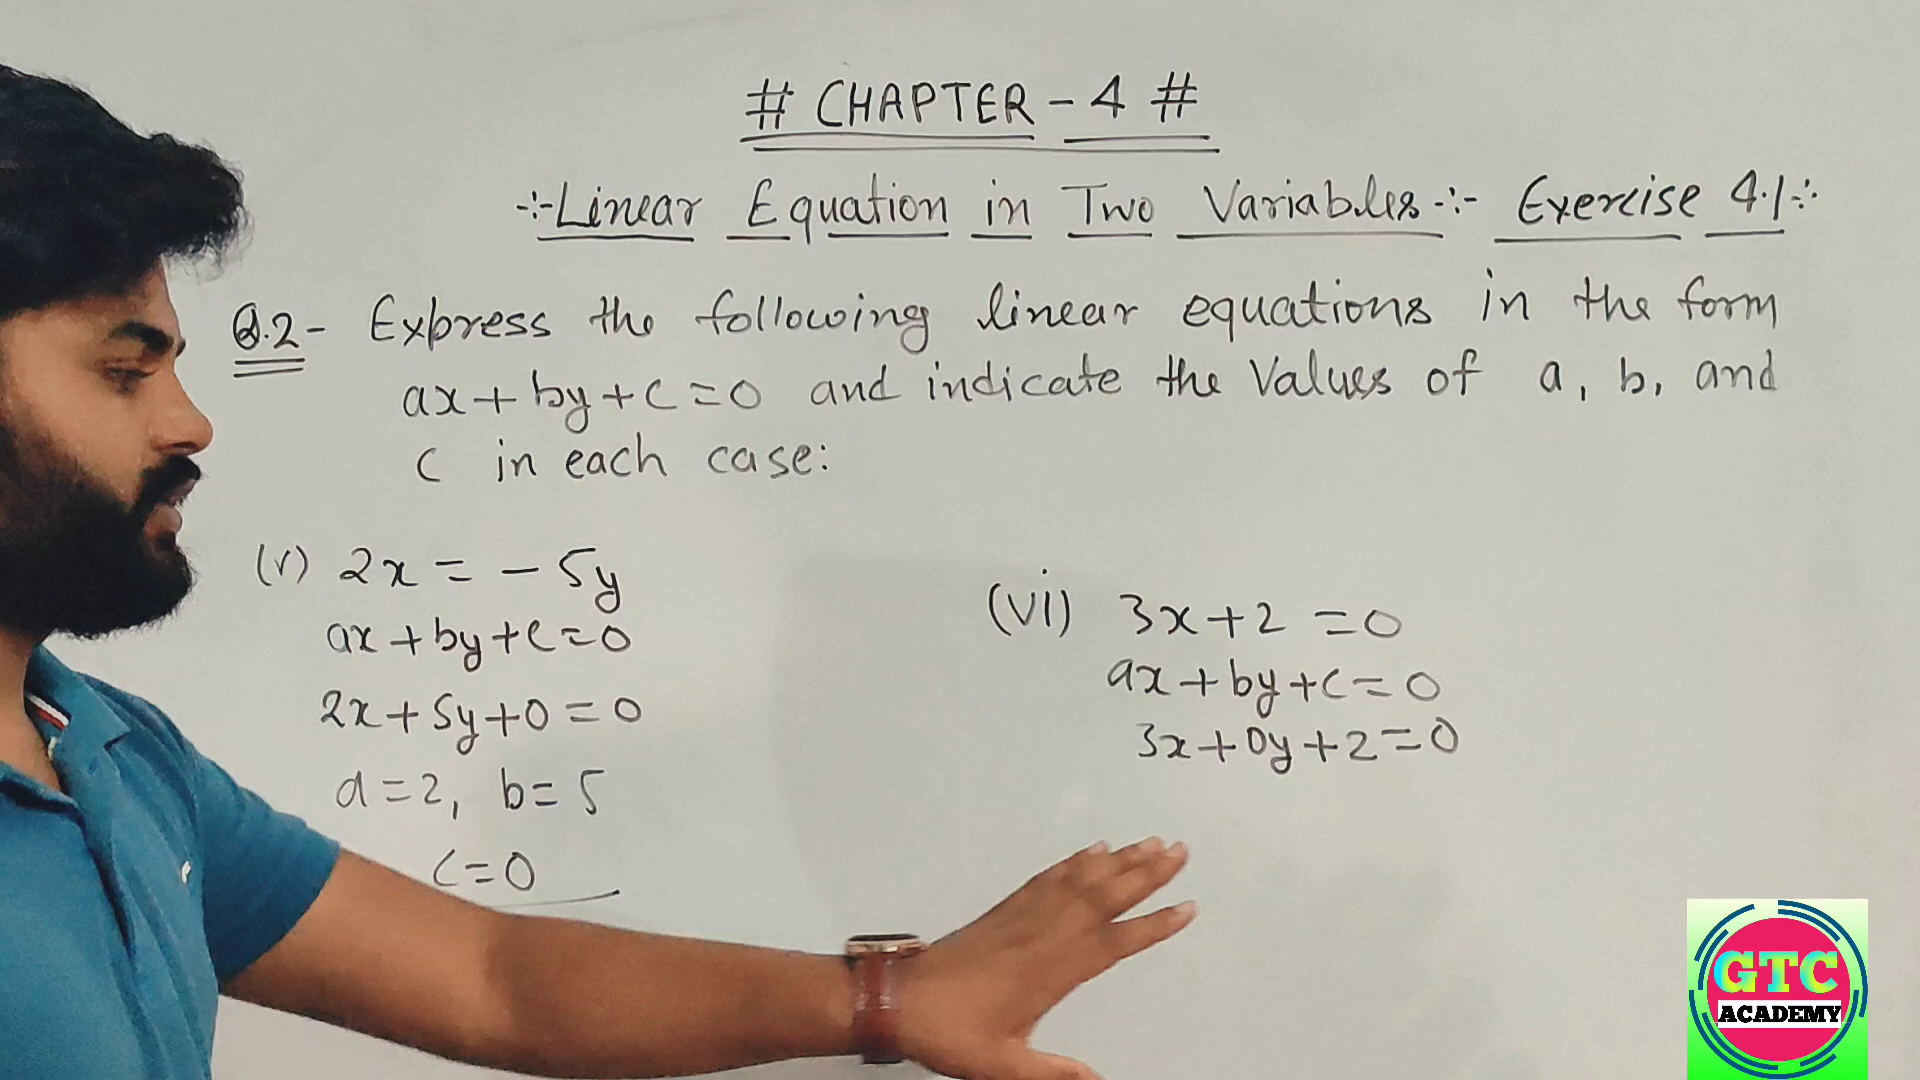 # CHAPTER - 4 #
-:- Linear Equation in Two Variables -:- Exercise 4.1 -:-
Q.2 - Express the following linear equations in the form
ax + by + c = 0 and indicate the Values of a, b, and
c in each case:
(v) 2x = - 5y
ax + by + c = 0
2x + 5y + 0 = 0
a = 2, b = 5
c = 0
(vi) 3x + 2 = 0
ax + by + c = 0
3x + 0y + 2 = 0
GTC
ACADEMY